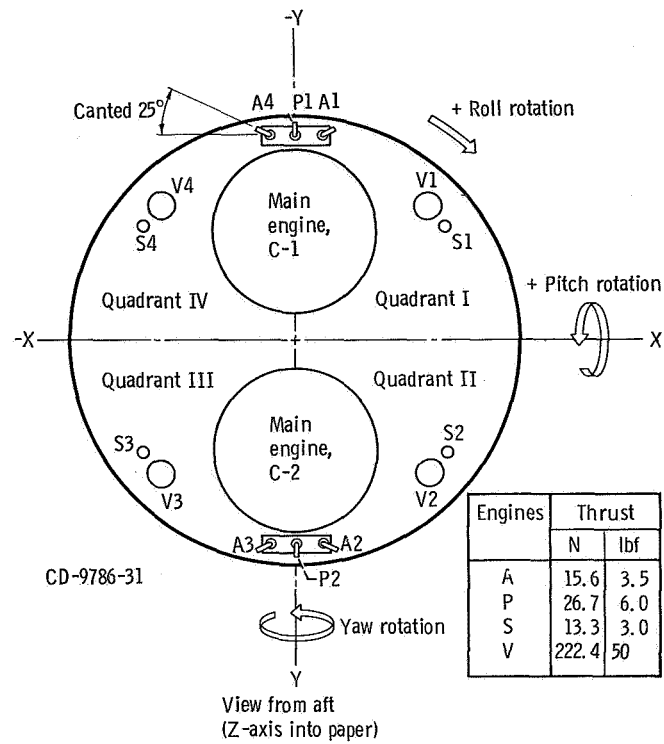 -Y
Canted 25°
A4 P1 A1
+ Roll rotation
V4
V1
S4
S1
Main
engine,
C-1
+ Pitch rotation
Quadrant IV
Quadrant I
-X
X
Quadrant III
Quadrant II
Main
engine,
C-2
S3
S2
V3
V2
A3
A2
P2
CD-9786-31
Yaw rotation
Y
View from aft
(Z-axis into paper)
Engines Thrust
N lbf
A 15.6 3.5
P 26.7 6.0
S 13.3 3.0
V 222.4 50